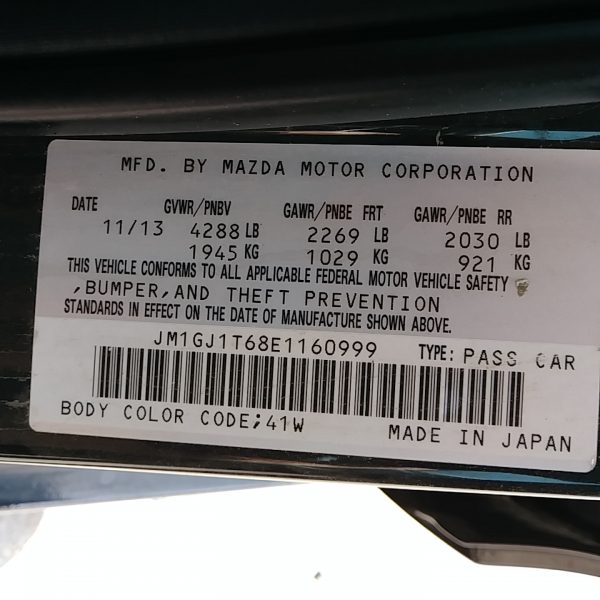 MFD. BY MAZDA MOTOR CORPORATION
DATE GVWR/PNBV GAWR/PNBE FRT GAWR/PNBE RR
11/13 4288 LB 2269 LB 2030 LB
1945 KG 1029 KG 921 KG
THIS VEHICLE CONFORMS TO ALL APPLICABLE FEDERAL MOTOR VEHICLE SAFETY
,BUMPER,AND THEFT PREVENTION
STANDARDS IN EFFECT ON THE DATE OF MANUFACTURE SHOWN ABOVE.
JM1GJ1T68E1160999 TYPE: PASS CAR
BODY COLOR CODE;41W MADE IN JAPAN